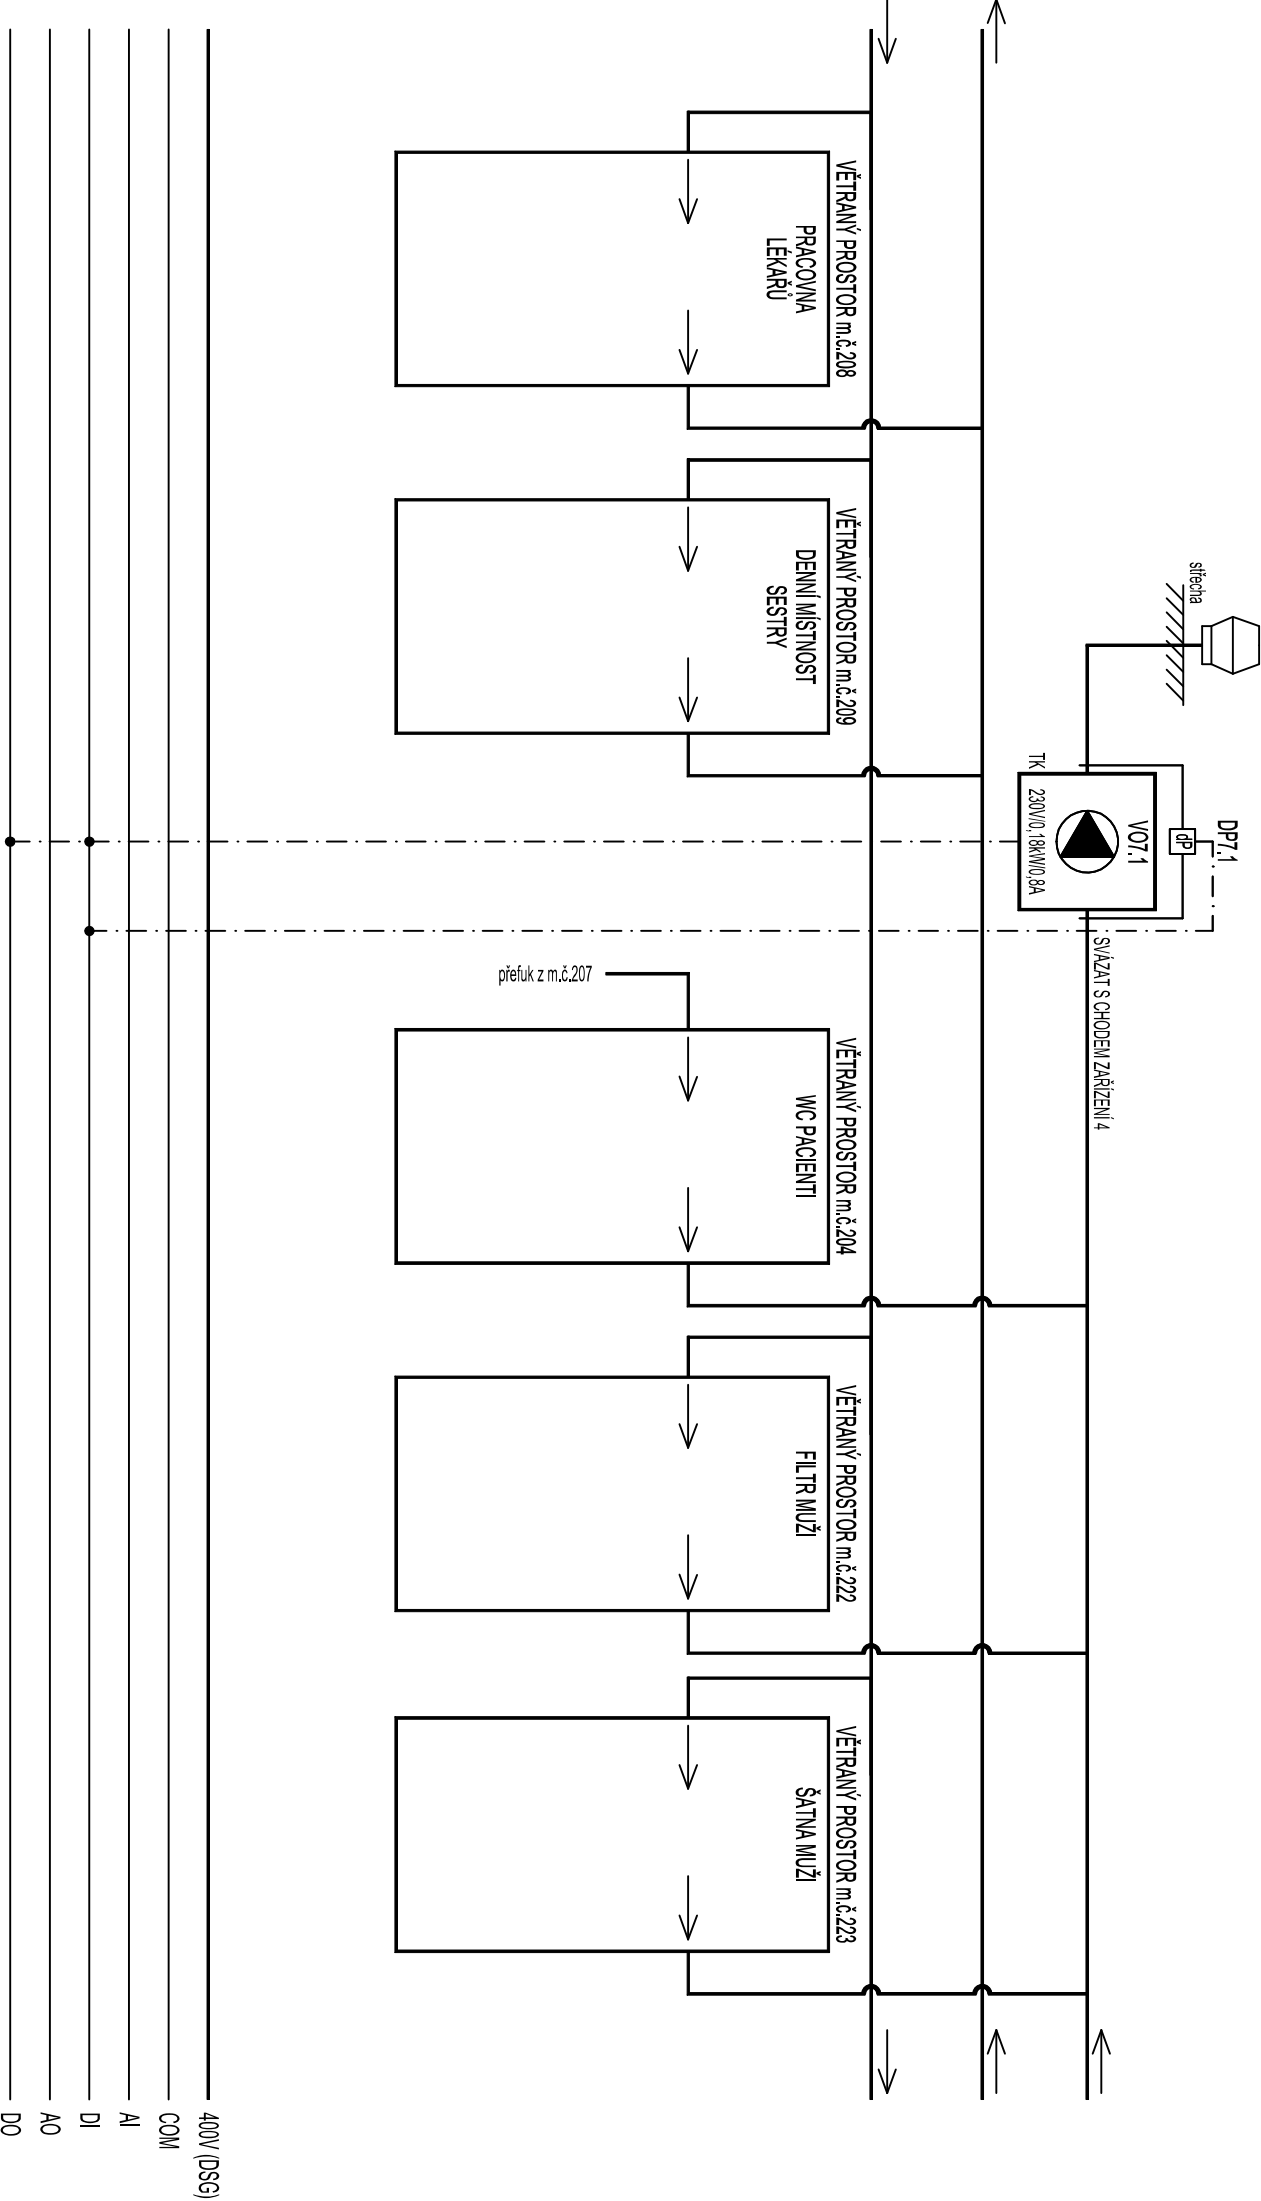 střecha
DP7.1
dP
VO7.1
TK
230V/0,18kW/0,8A
SVÁZAT S CHODEM ZAŘÍZENÍ 4
VĚTRANÝ PROSTOR m.č.208
PRACOVNA
LÉKAŘŮ
VĚTRANÝ PROSTOR m.č.209
DENNÍ MÍSTNOST
SESTRY
VĚTRANÝ PROSTOR m.č.204
WC PACIENTI
přefuk z m.č.207
VĚTRANÝ PROSTOR m.č.222
FILTR MUŽI
VĚTRANÝ PROSTOR m.č.223
ŠATNA MUŽI
400V (DSG)
COM
AI
DI
AO
DO